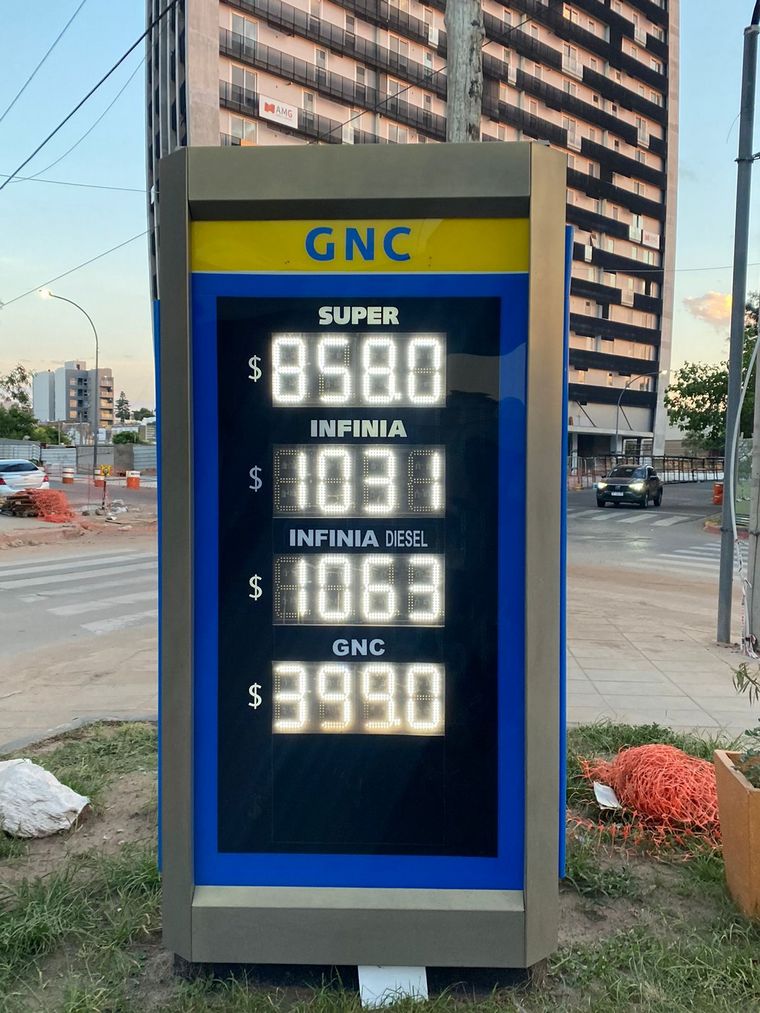 AMG
GNC
SUPER
$ 858.0
INFINIA
$ 1031
INFINIA DIESEL
$ 1063
GNC
$ 399.0